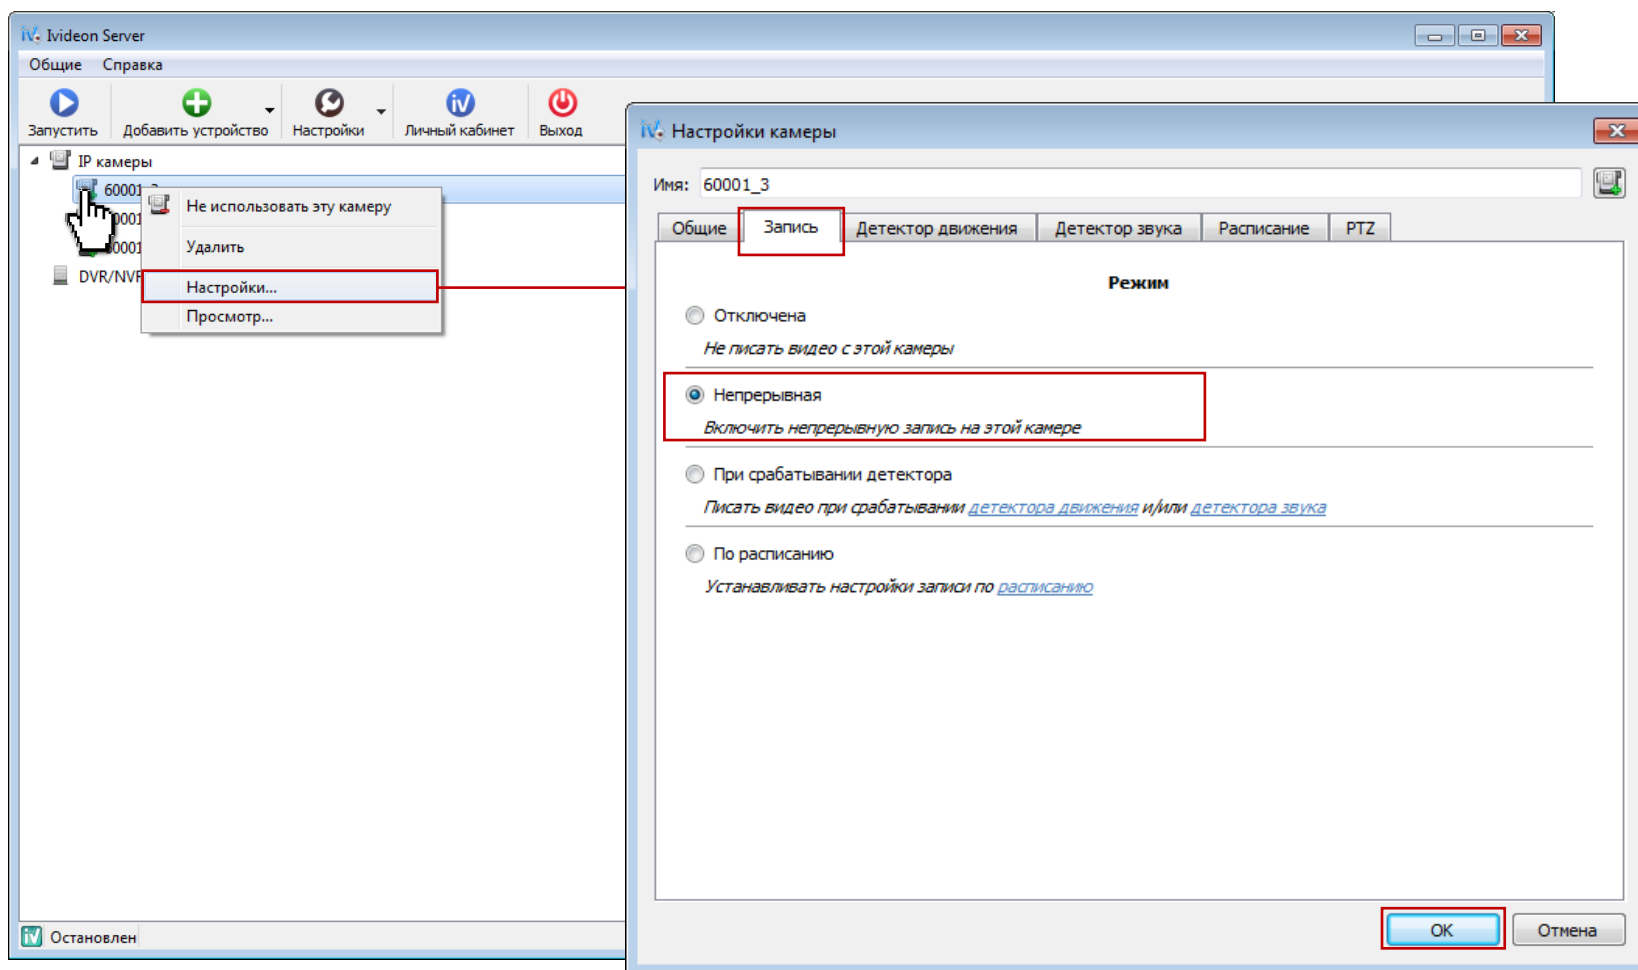 Ivideon Server
Общие Справка
Запустить Добавить устройство Настройки Личный кабинет Выход
IP камеры
60001_3
Не использовать эту камеру
Удалить
DVR/NVR
Настройки...
Просмотр...
Остановлен
Настройки камеры
Имя: 60001_3
Общие Запись Детектор движения Детектор звука Расписание PTZ
Режим
Отключена
Не писать видео с этой камеры
Непрерывная
Включить непрерывную запись на этой камере
При срабатывании детектора
Писать видео при срабатывании детектора движения и/или детектора звука
По расписанию
Устанавливать настройки записи по расписанию
OK Отмена